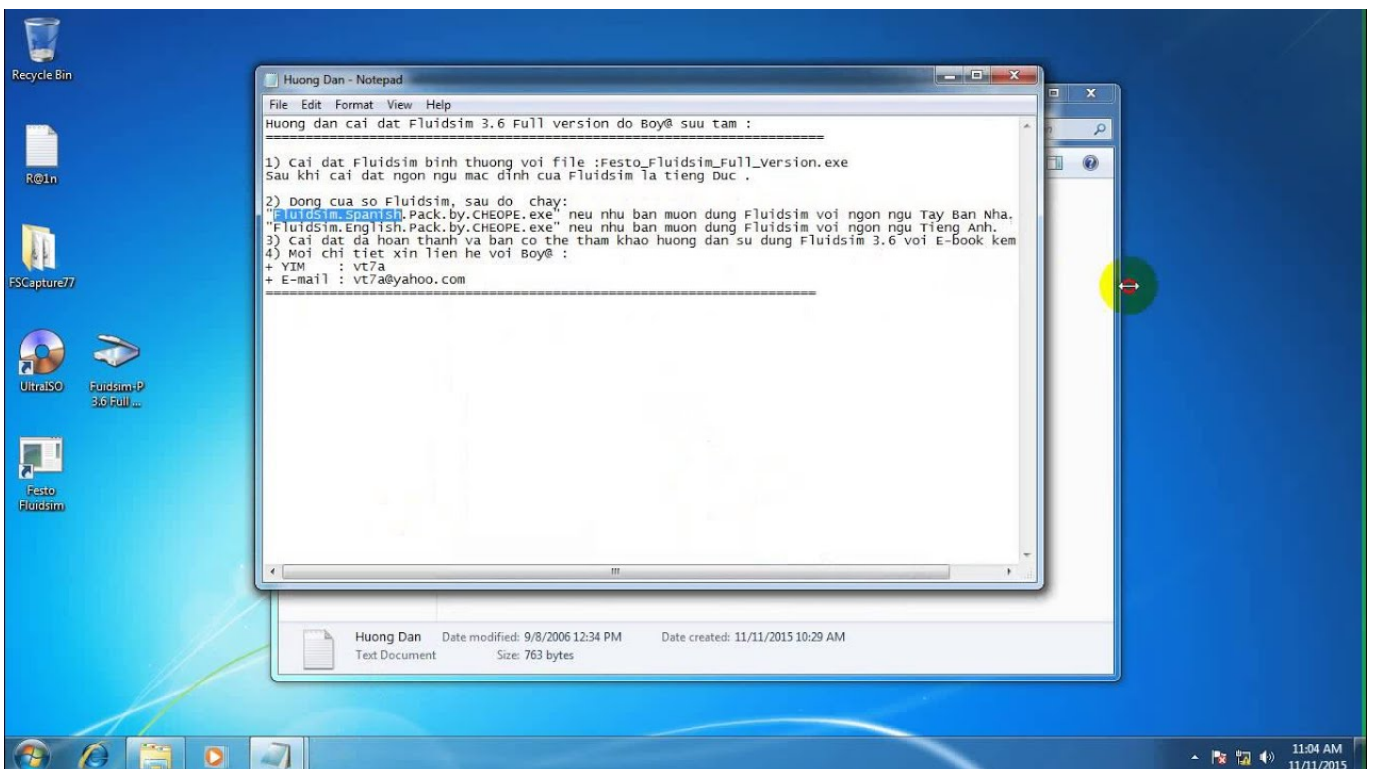 Recycle Bin
R@1n
FSCapture77
UltraISO
Fuidsim-P
3.6 Full ...
Festo
Fluidsim
Huong Dan - Notepad
File Edit Format View Help
Huong dan cai dat Fluidsim 3.6 Full version do Boy@ suu tam :
======================================================================
1) Cai dat Fluidsim binh thuong voi file :Festo_Fluidsim_Full_Version.exe
Sau khi cai dat ngon ngu mac dinh cua Fluidsim la tieng Duc .
2) Dong cua so Fluidsim, sau do  chay:
"FluidSim.Spanish.Pack.by.CHEOPE.exe" neu nhu ban muon dung Fluidsim voi ngon ngu Tay Ban Nha.
"FluidSim.English.Pack.by.CHEOPE.exe" neu nhu ban muon dung Fluidsim voi ngon ngu Tieng Anh.
3) Cai dat da hoan thanh va ban co the tham khao huong dan su dung Fluidsim 3.6 voi E-book kem
4) Moi chi tiet xin lien he voi Boy@ :
+ YIM    : vt7a
+ E-mail : vt7a@yahoo.com
=====================================================================
Huong Dan Date modified: 9/8/2006 12:34 PM Date created: 11/11/2015 10:29 AM
Text Document Size: 763 bytes
11:04 AM
11/11/2015